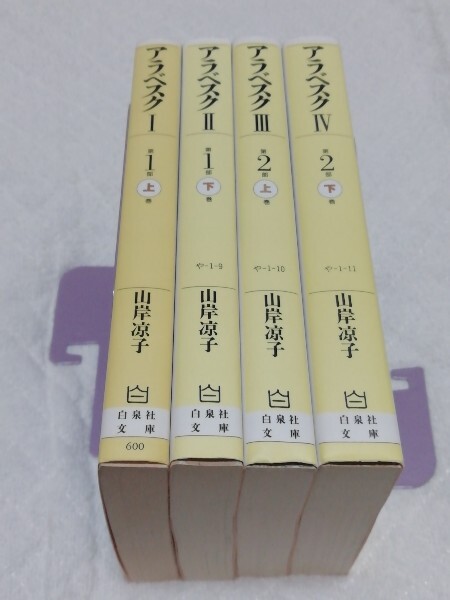 アラベスクI
第1部上巻
山岸凉子
白泉社
文庫
600
アラベスクII
第1部下巻
や-1-9
山岸凉子
白泉社
文庫
アラベスクIII
第2部上巻
や-1-10
山岸凉子
白泉社
文庫
アラベスクIV
第2部下巻
や-1-11
山岸凉子
白泉社
文庫